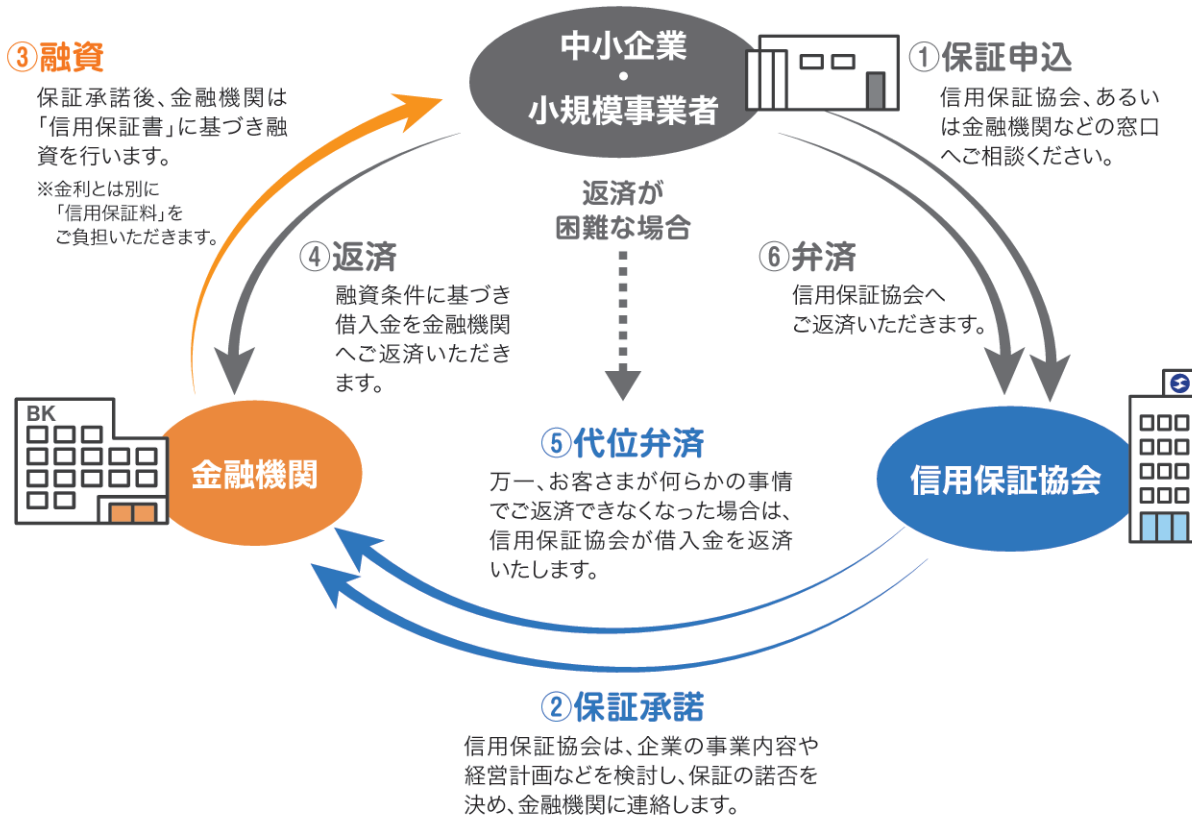 中小企業
・
小規模事業者
①保証申込
信用保証協会、あるい
は金融機関などの窓口
へご相談ください。
③融資
保証承諾後、金融機関は
「信用保証書」に基づき融
資を行います。
※金利とは別に
「信用保証料」を
ご負担いただきます。
返済が
困難な場合
④返済
融資条件に基づき
借入金を金融機関
へご返済いただき
ます。
⑥弁済
信用保証協会へ
ご返済いただきます。
BK
金融機関
⑤代位弁済
万一、お客さまが何らかの事情
でご返済できなくなった場合は、
信用保証協会が借入金を返済
いたします。
信用保証協会
②保証承諾
信用保証協会は、企業の事業内容や
経営計画などを検討し、保証の諾否を
決め、金融機関に連絡します。